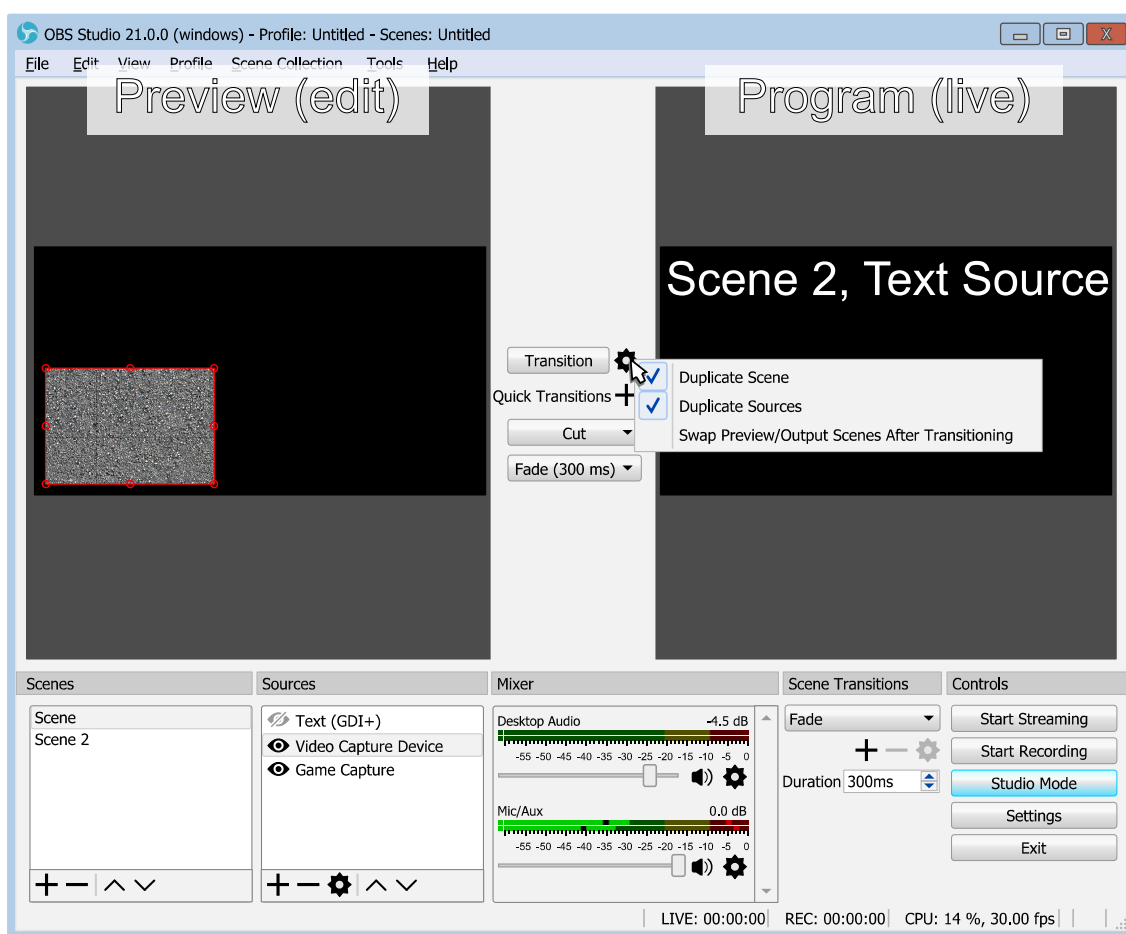 OBS Studio 21.0.0 (windows) - Profile: Untitled - Scenes: Untitled
File Edit View Profile Scene Collection Tools Help
Preview (edit)
Program (live)
Scene 2, Text Source
Transition
Quick Transitions
Cut
Fade (300 ms)
Duplicate Scene
Duplicate Sources
Swap Preview/Output Scenes After Transitioning
Scenes
Scene
Scene 2
Sources
Text (GDI+)
Video Capture Device
Game Capture
Mixer
Desktop Audio -4.5 dB
-55 -50 -45 -40 -35 -30 -25 -20 -15 -10 -5 0
Mic/Aux 0.0 dB
-55 -50 -45 -40 -35 -30 -25 -20 -15 -10 -5 0
Scene Transitions
Fade
Duration 300ms
Controls
Start Streaming
Start Recording
Studio Mode
Settings
Exit
LIVE: 00:00:00 REC: 00:00:00 CPU: 14 %, 30.00 fps